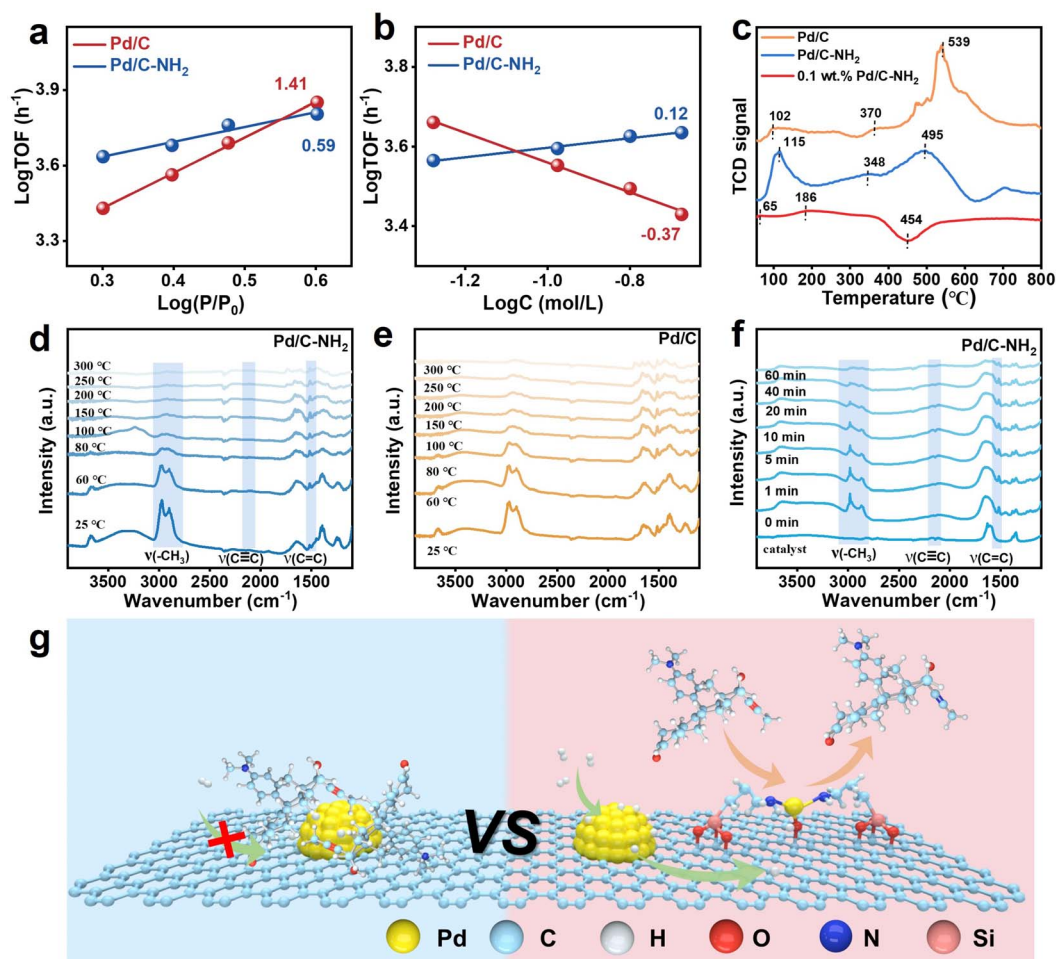 a
Pd/C
Pd/C-NH₂
1.41
0.59
3.9
3.6
3.3
LogTOF (h⁻¹)
0.3 0.4 0.5 0.6
Log(P/P₀)
b
Pd/C
Pd/C-NH₂
0.12
-0.37
3.8
3.6
3.4
LogTOF (h⁻¹)
-1.2 -1.0 -0.8
LogC (mol/L)
c
Pd/C
Pd/C-NH₂
0.1 wt.% Pd/C-NH₂
539
102
370
115
348
495
65
186
454
TCD signal
100 200 300 400 500 600 700 800
Temperature (℃)
d
Pd/C-NH₂
300 ℃
250 ℃
200 ℃
150 ℃
100 ℃
80 ℃
60 ℃
25 ℃
ν(-CH₃)
ν(C≡C)
ν(C=C)
Intensity (a.u.)
3500 3000 2500 2000 1500
Wavenumber (cm⁻¹)
e
Pd/C
300 ℃
250 ℃
200 ℃
150 ℃
100 ℃
80 ℃
60 ℃
25 ℃
Intensity (a.u.)
3500 3000 2500 2000 1500
Wavenumber (cm⁻¹)
f
Pd/C-NH₂
60 min
40 min
20 min
10 min
5 min
1 min
0 min
catalyst
ν(-CH₃)
ν(C≡C)
ν(C=C)
Intensity (a.u.)
3500 3000 2500 2000 1500
Wavenumber (cm⁻¹)
g
VS
Pd C H O N Si